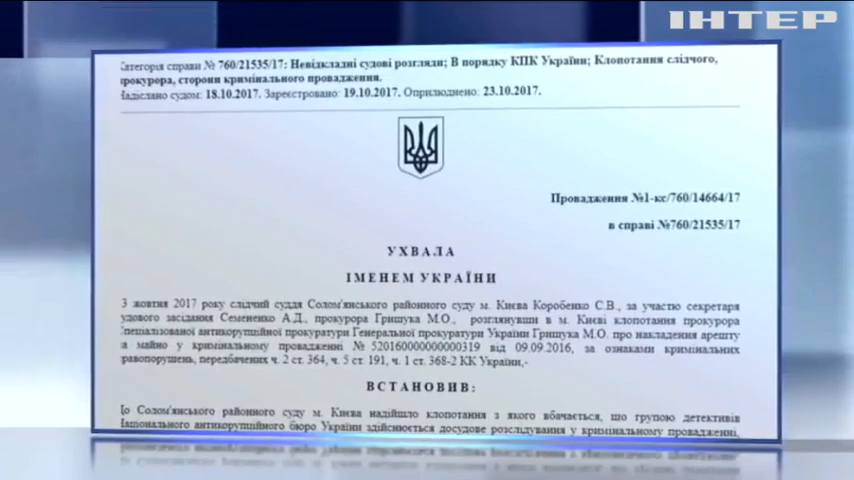 ІНТЕР
Категорія справи № 760/21535/17: Невідкладні судові розгляди; В порядку КПК України; Клопотання слідчого,
прокурора, сторони кримінального провадження.
Надіслано судом: 18.10.2017. Зареєстровано: 19.10.2017. Оприлюднено: 23.10.2017.
Провадження №1-кс/760/14664/17
в справі №760/21535/17
УХВАЛА
ІМЕНЕМ УКРАЇНИ
3 жовтня 2017 року слідчий суддя Солом'янського районного суду м. Києва Коробенко С.В., за участю секретаря
удового засідання Семененко А.Д., прокурора Грищука М.О., розглянувши в м. Києві клопотання прокурора
пеціалізованої антикорупційної прокуратури Генеральної прокуратури України Грищука М.О. про накладення арешту
а майно у кримінальному провадженні № 52016000000000319 від 09.09.2016, за ознаками кримінальних
равопорушень, передбачених ч. 2 ст. 364, ч. 5 ст. 191, ч. 1 ст. 368-2 КК України,-
ВСТАНОВИВ:
До Солом'янського районного суду м. Києва надійшло клопотання з якого вбачається, що групою детективів
Національного антикорупційного бюро України здійснюється досудове розслідування у кримінальному провадженні,